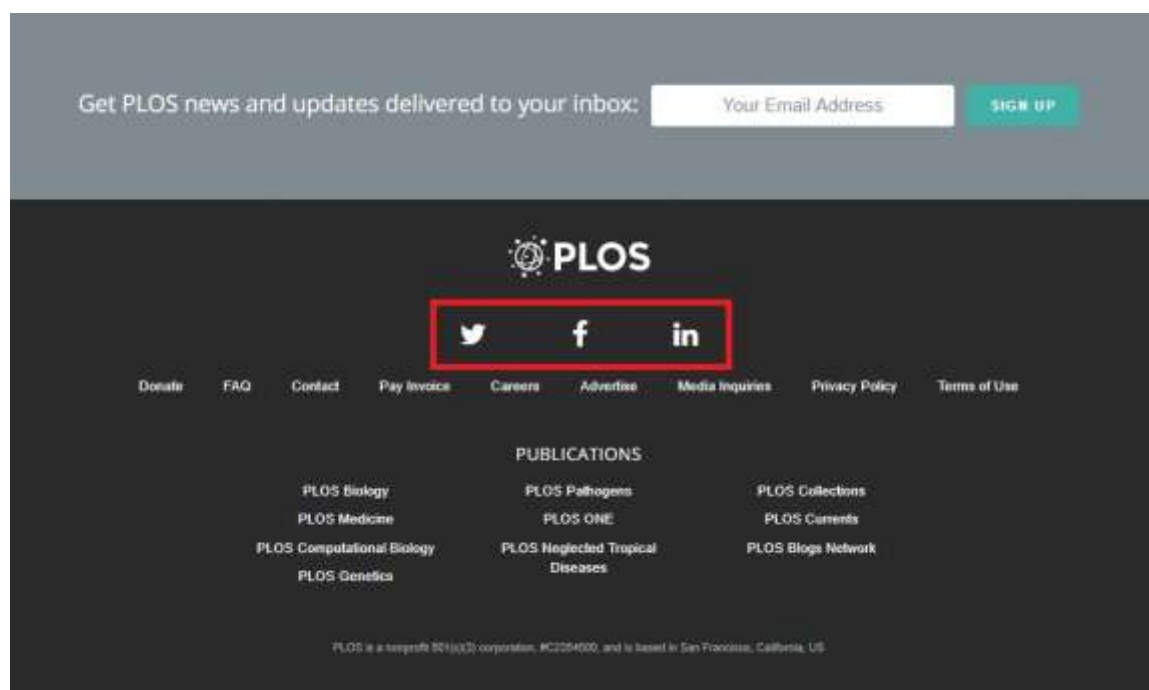 Get PLOS news and updates delivered to your inbox: Your Email Address SIGN UP
PLOS
f in
Donate FAQ Contact Pay Invoice Careers Advertise Media Inquiries Privacy Policy Terms of Use
PUBLICATIONS
PLOS Biology PLOS Pathogens PLOS Collections
PLOS Medicine PLOS ONE PLOS Currents
PLOS Computational Biology PLOS Neglected Tropical PLOS Blogs Network
Diseases
PLOS Genetics
PLOS is a nonprofit 501(c)(3) corporation, and is based in San Francisco, California, US